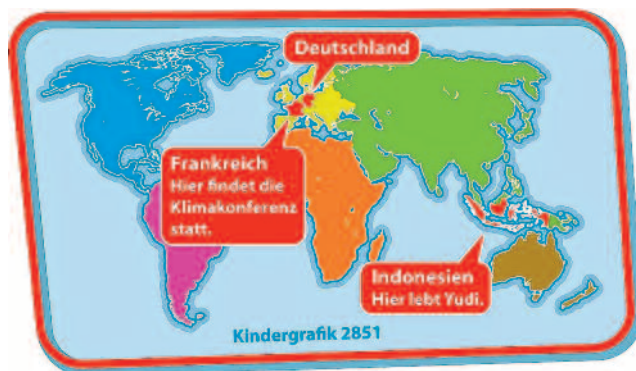 Deutschland
Frankreich
Hier findet die
Klimakonferenz
statt.
Indonesien
Hier lebt Yudi.
Kindergrafik 2851